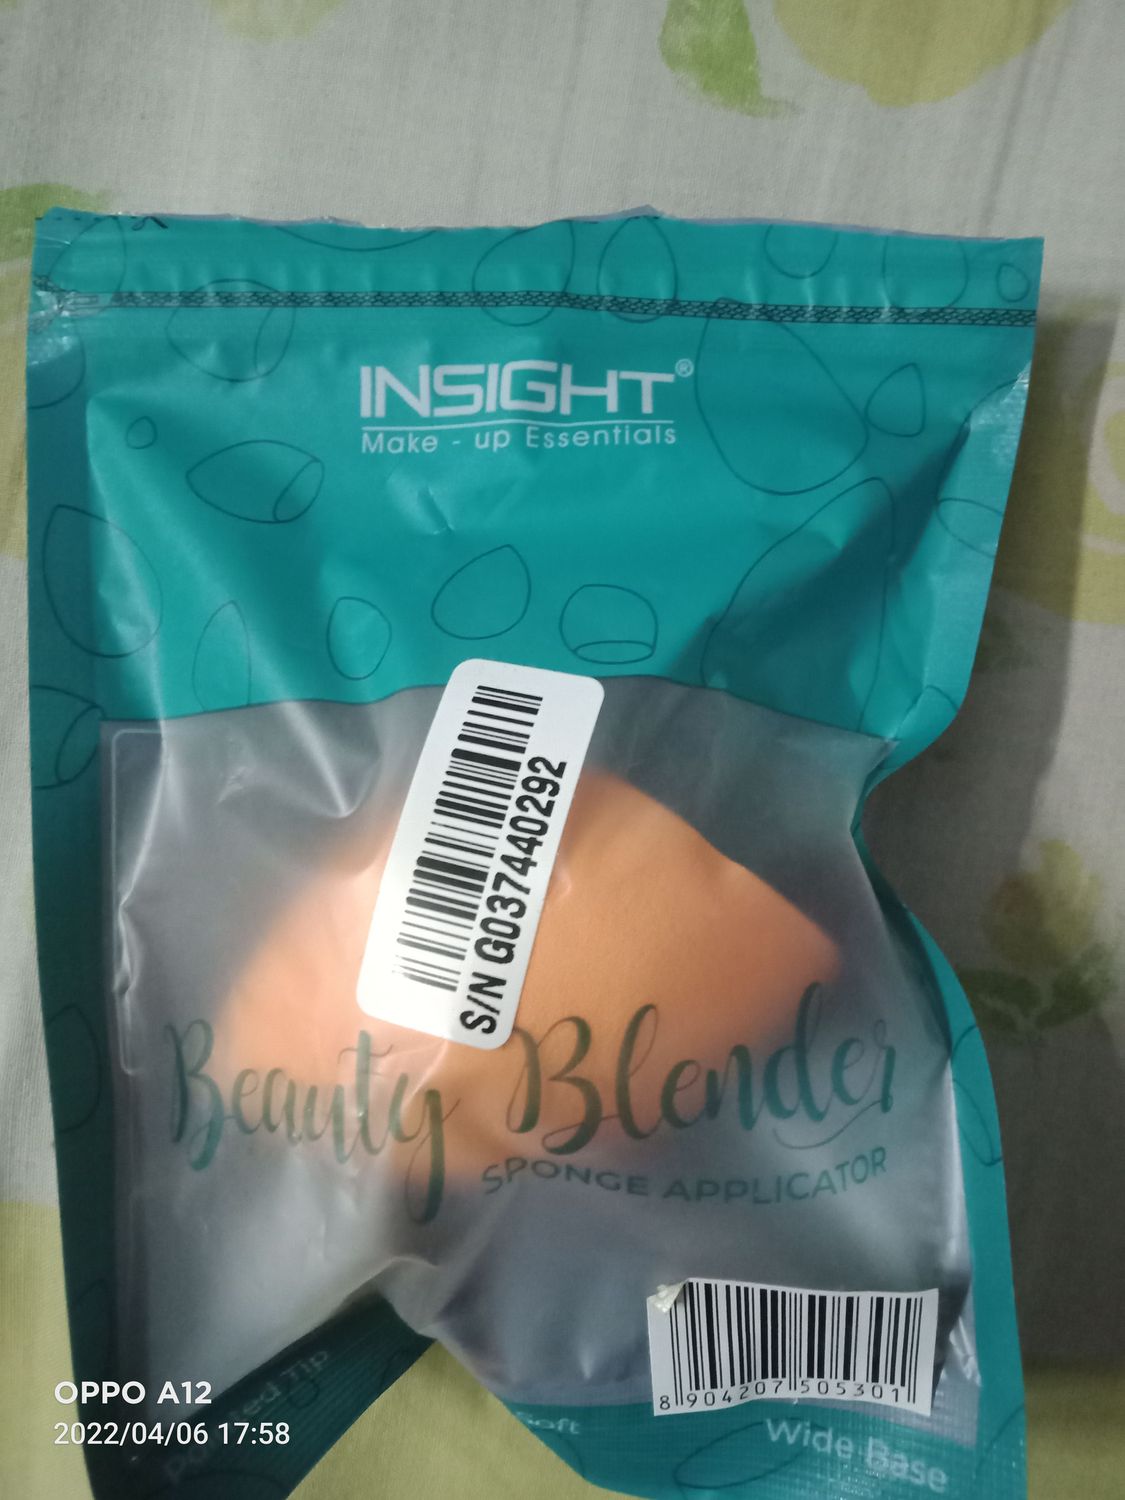 INSIGHT®
Make - up Essentials
S/N G037440292
Beauty Blender
SPONGE APPLICATOR
8 904207 505301
Tip
Wide Base
OPPO A12
2022/04/06 17:58